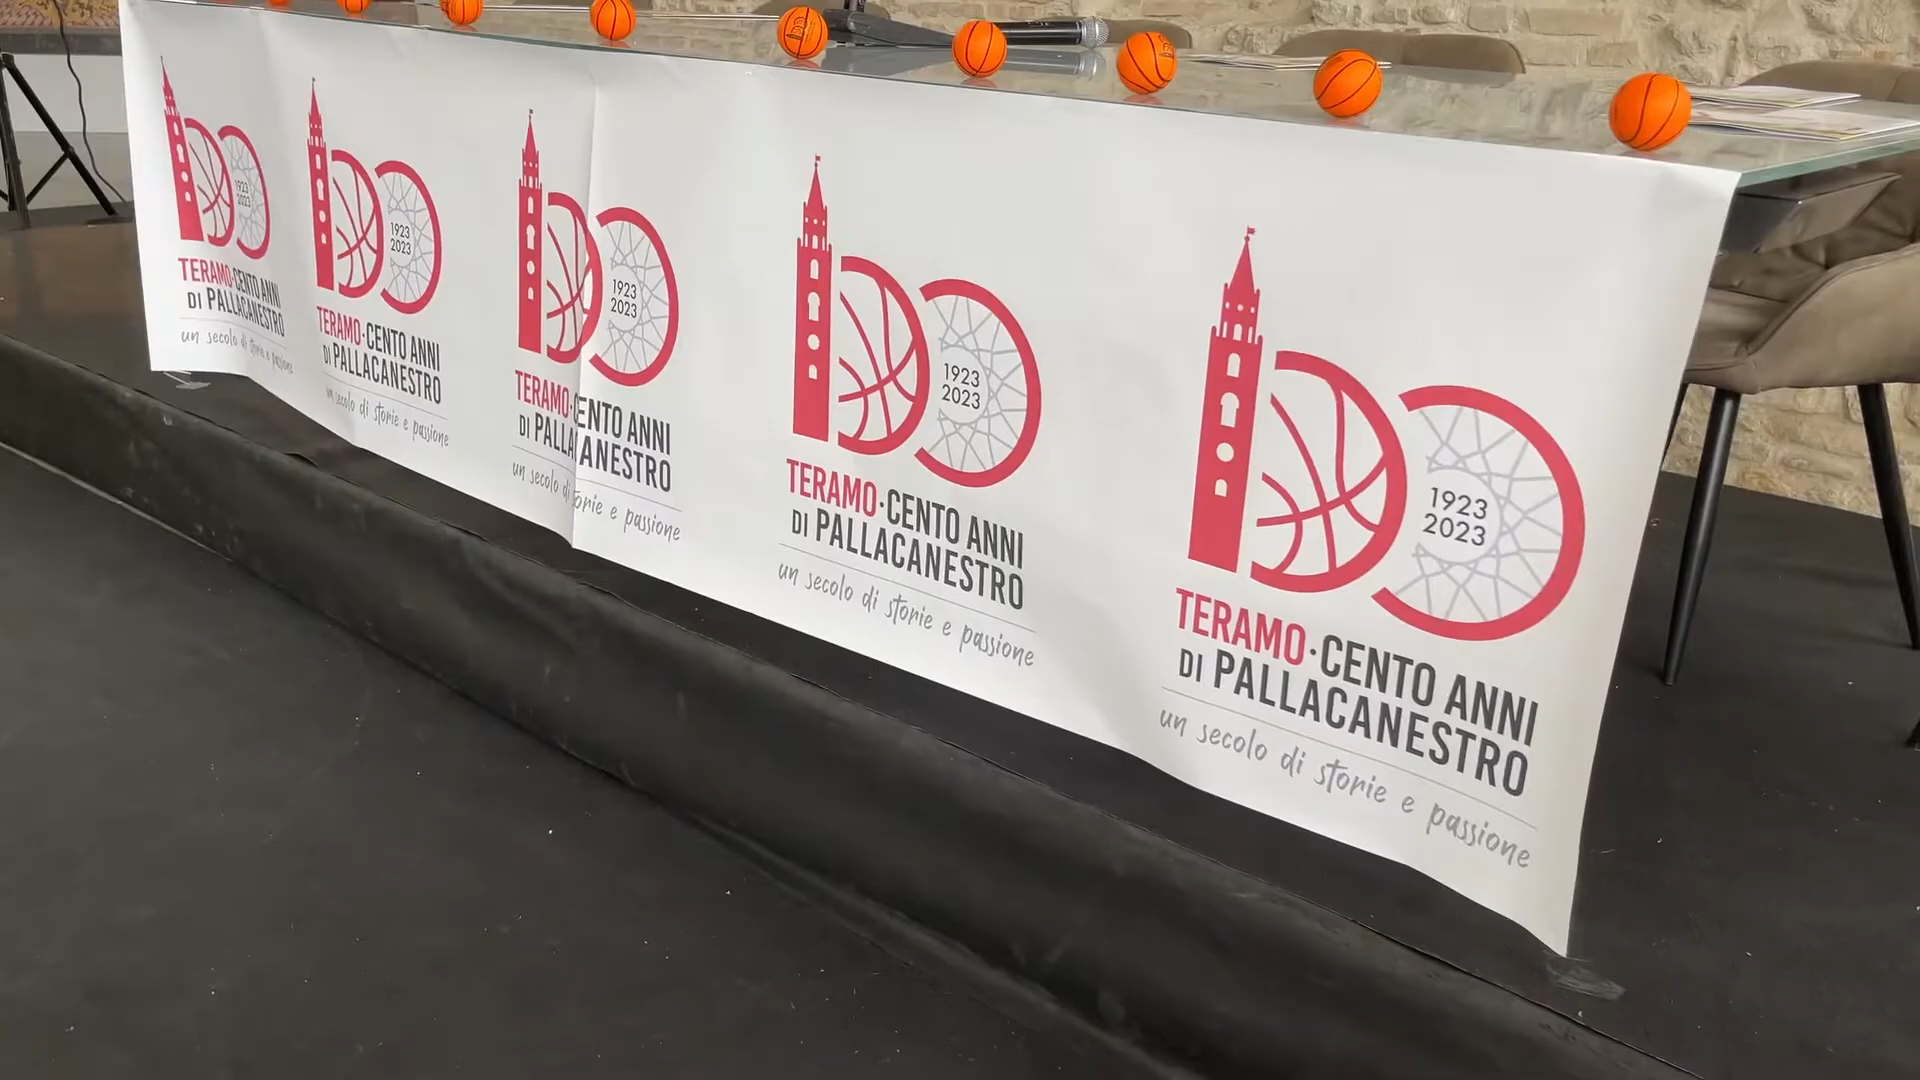 1923
2023
TERAMO·CENTO ANNI
DI PALLACANESTRO
un secolo di storie e passione
1923
2023
TERAMO·CENTO ANNI
DI PALLACANESTRO
un secolo di storie e passione
1923
2023
TERAMO·CENTO ANNI
DI PALLACANESTRO
un secolo di storie e passione
1923
2023
TERAMO·CENTO ANNI
DI PALLACANESTRO
un secolo di storie e passione
1923
2023
TERAMO·CENTO ANNI
DI PALLACANESTRO
un secolo di storie e passione